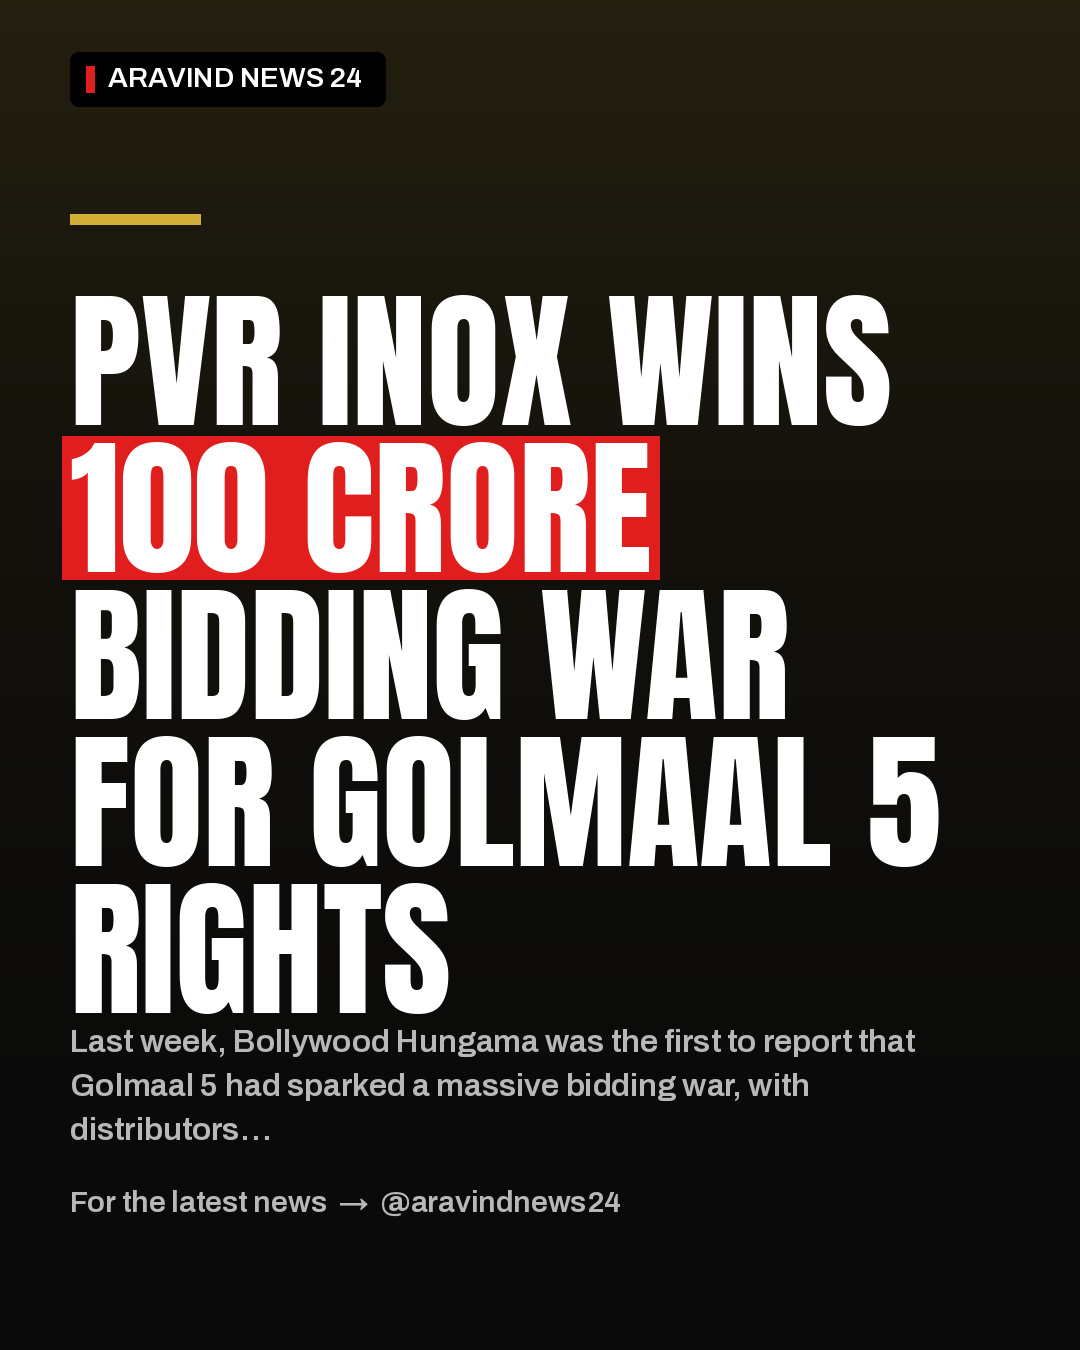 ARAVIND NEWS 24
PVR INOX WINS
100 CRORE
BIDDING WAR
FOR GOLMAAL 5
RIGHTS
Last week, Bollywood Hungama was the first to report that
Golmaal 5 had sparked a massive bidding war, with
distributors...
For the latest news → @aravindnews24